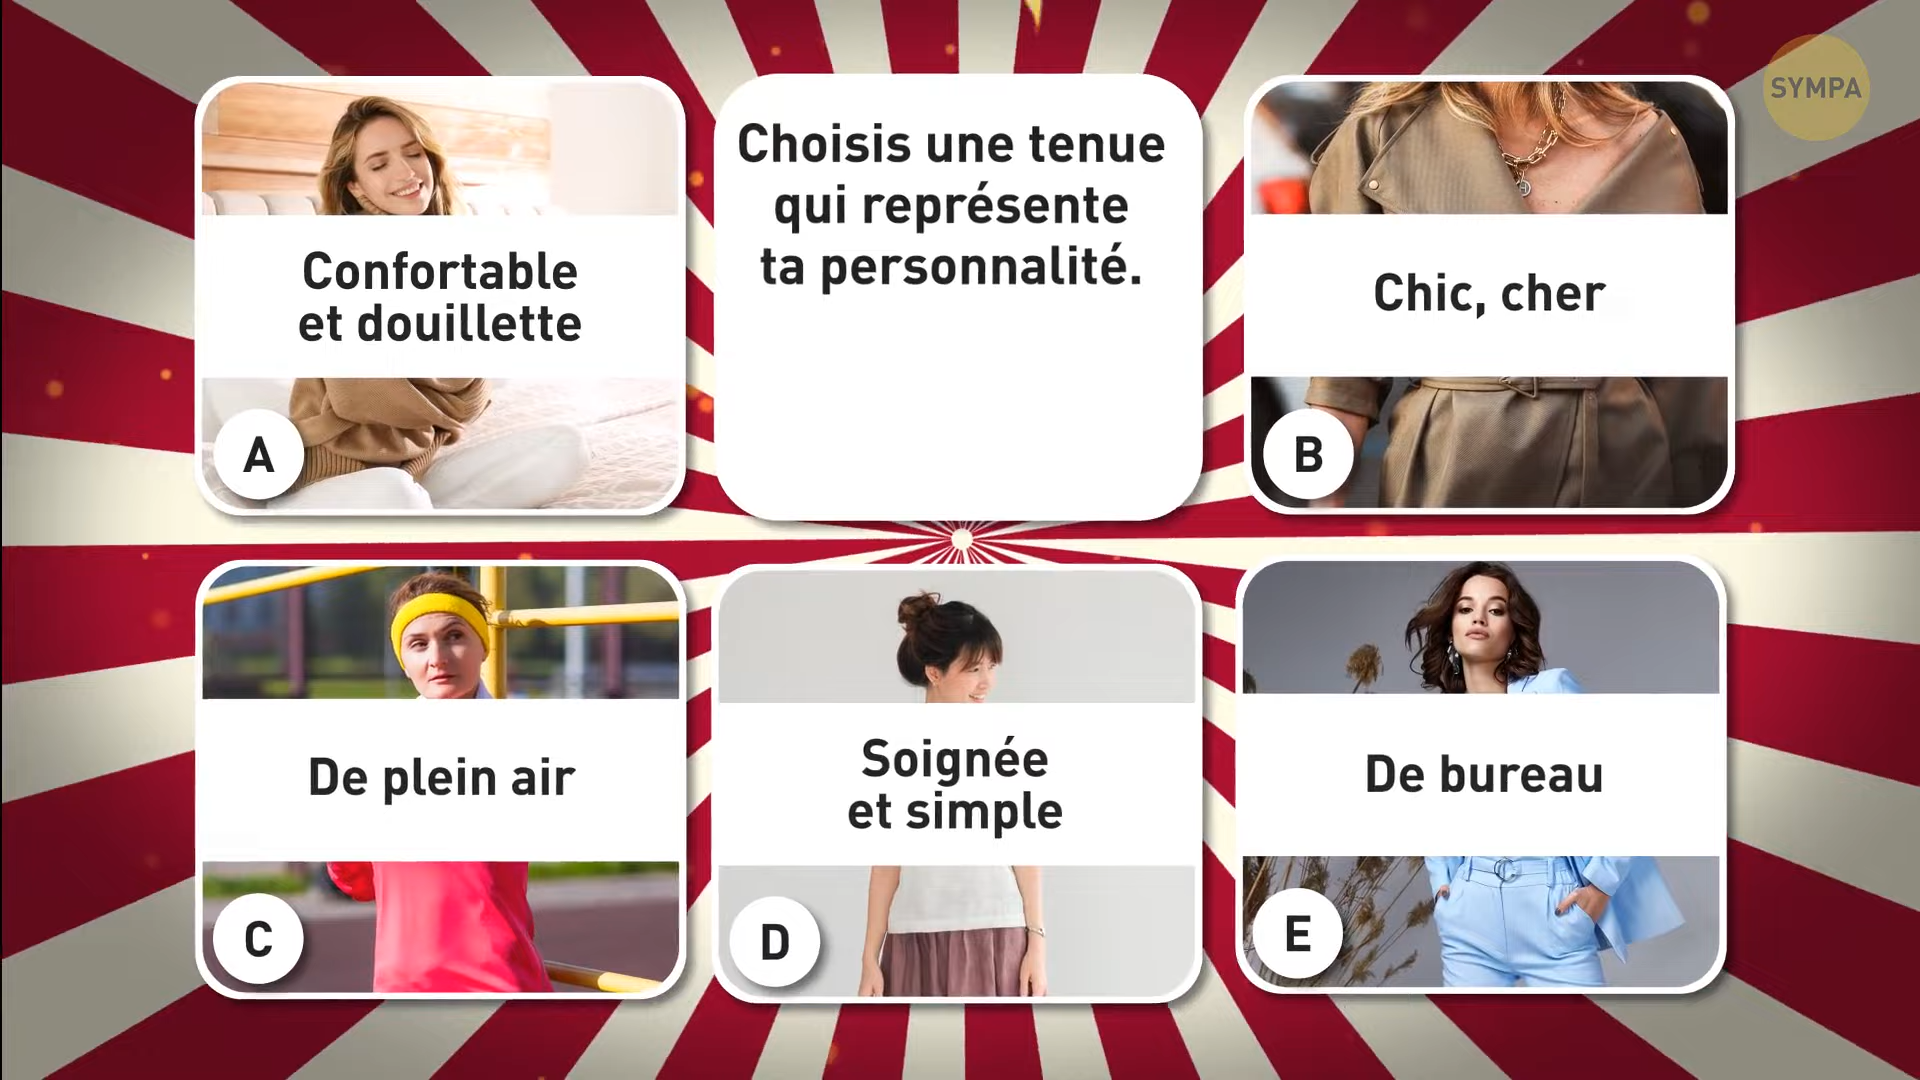 Choisis une tenue
qui représente
ta personnalité.
SYMPA
Confortable
et douillette
A
Chic, cher
B
De plein air
C
Soignée
et simple
D
De bureau
E